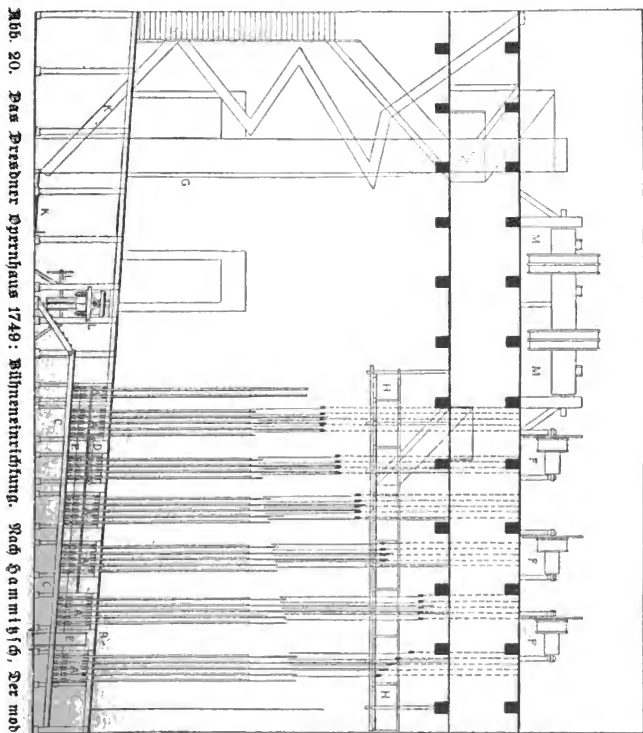 Abb. 20. Das Dresdner Opernhaus 1749: Bühneneinrichtung. Nach Hammitzſch, Der mod
M
M
F
F
F
H
H
G
K
L
L
C
D
E
C
A
B
E
A